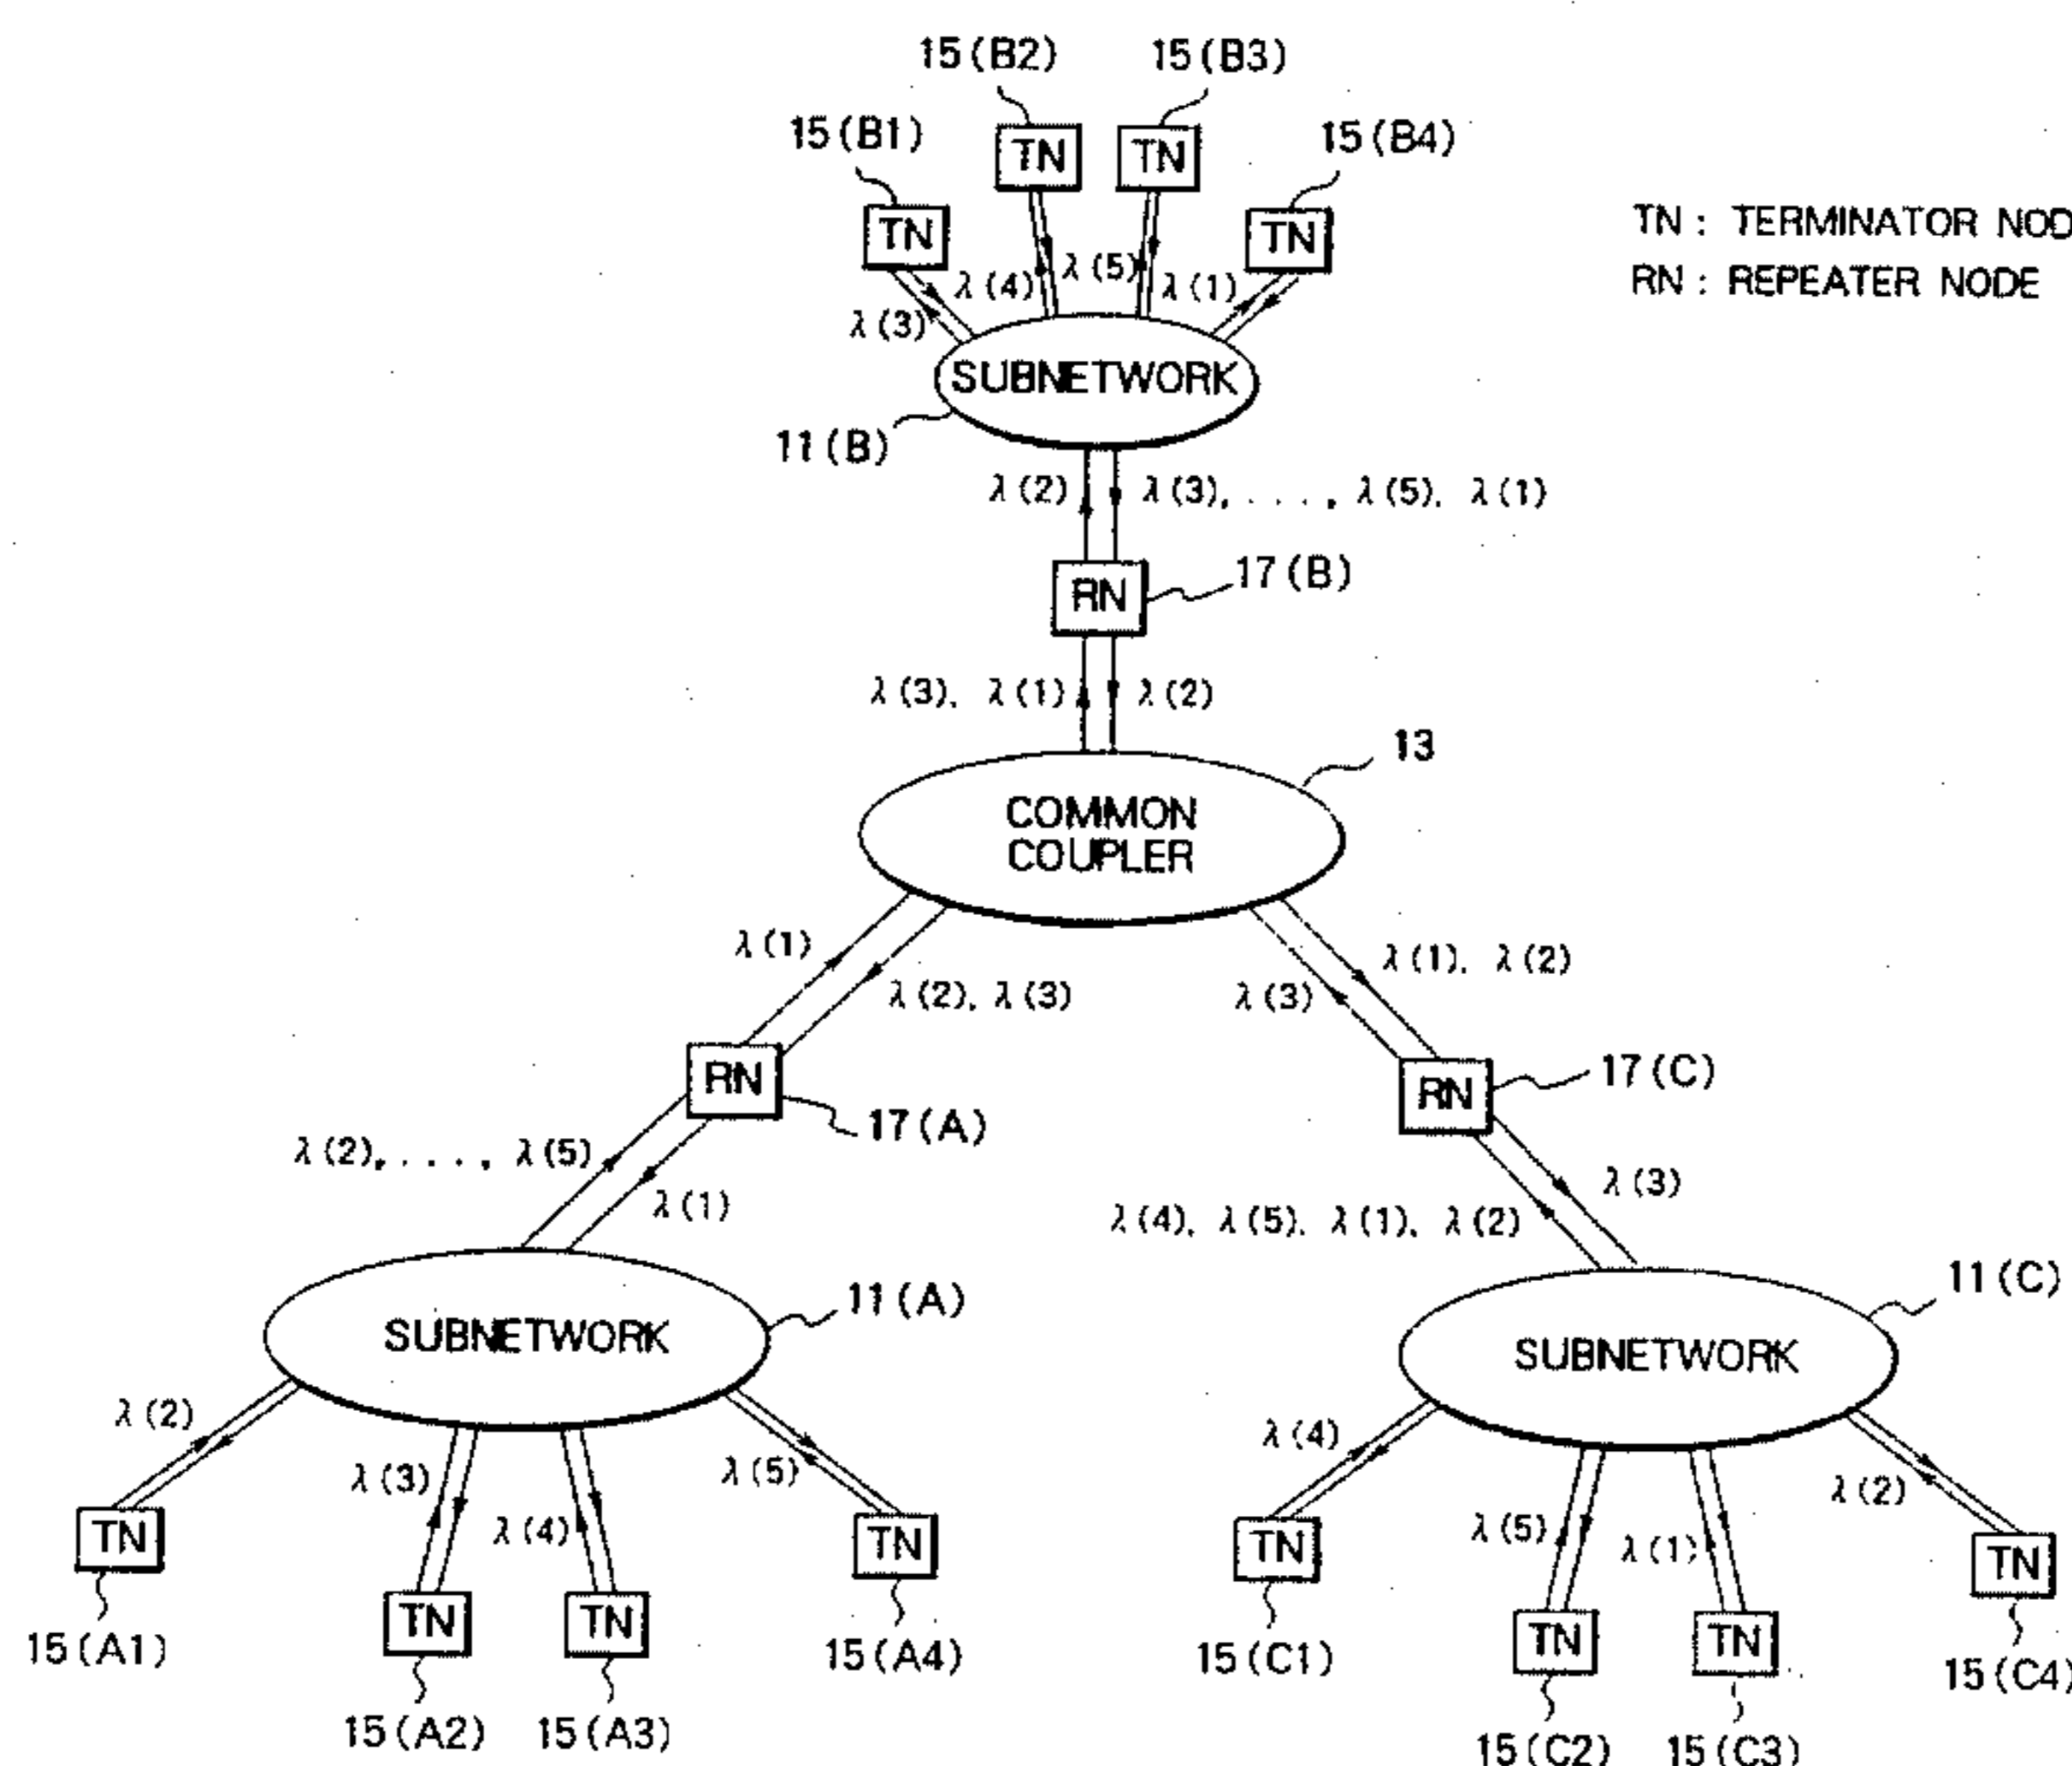 15(B2) 15(B3)
15(B1) 15(B4)
TN TN
TN TN
TN : TERMINATOR NOD
RN : REPEATER NODE
λ(4) λ(5) λ(1)
λ(3)
SUBNETWORK
11(B)
λ(2) λ(3), . . . , λ(5), λ(1)
RN 17(B)
λ(3), λ(1) λ(2)
13
COMMON
COUPLER
λ(1) λ(2), λ(3)
λ(3) λ(1), λ(2)
RN 17(A)
RN 17(C)
λ(2), . . . , λ(5) λ(1)
λ(4), λ(5), λ(1), λ(2) λ(3)
SUBNETWORK 11(A)
SUBNETWORK 11(C)
λ(2) λ(3) λ(4) λ(5)
λ(4) λ(5) λ(1) λ(2)
TN TN TN TN
TN TN TN TN
15(A1) 15(A2) 15(A3) 15(A4)
15(C1) 15(C2) 15(C3) 15(C4)